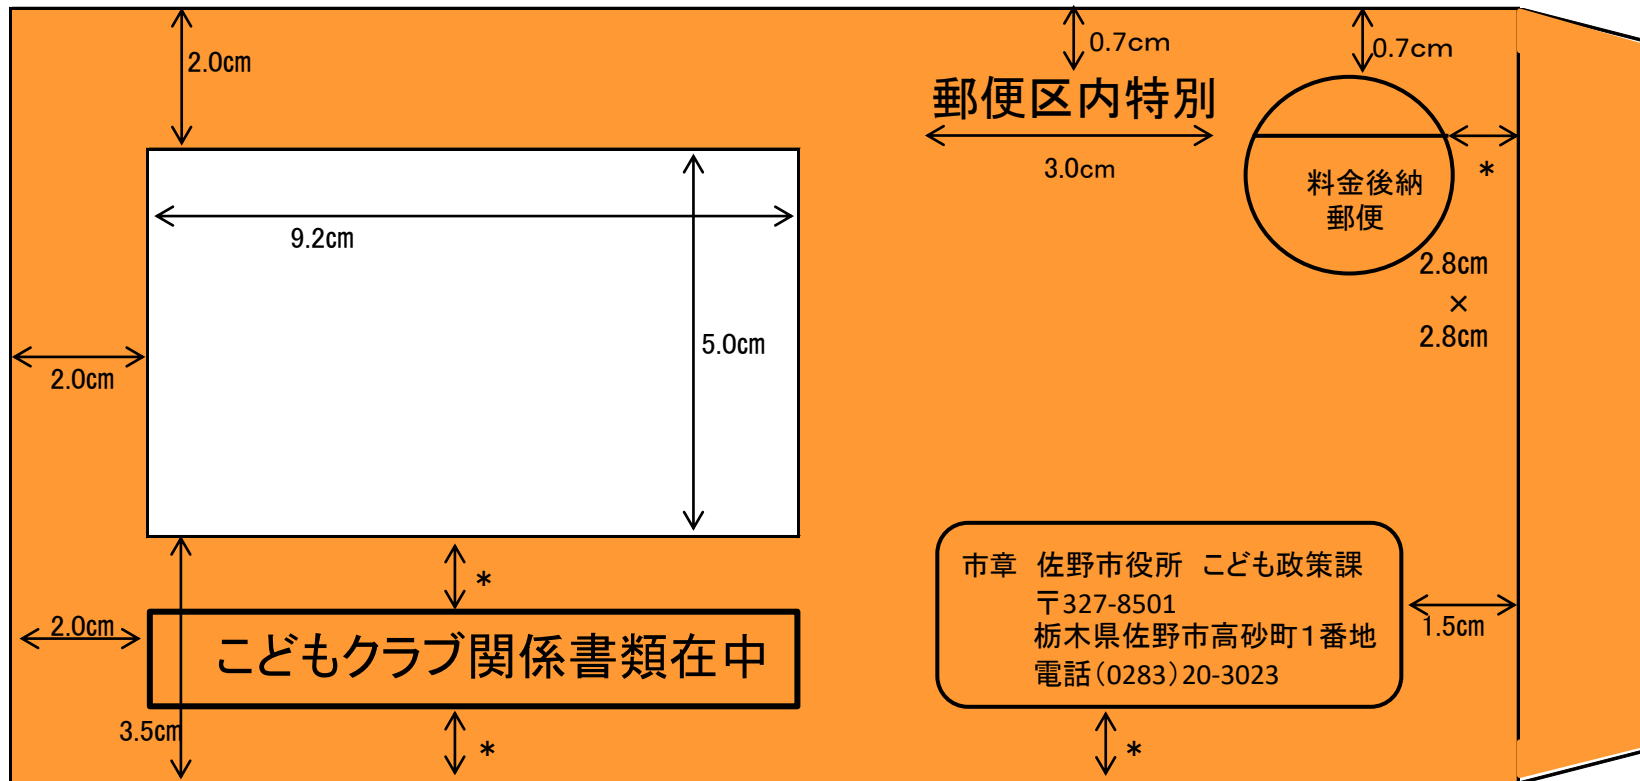 2.0cm
0.7cm
0.7cm
郵便区内特別
3.0cm
*
料金後納
郵便
2.8cm
×
2.8cm
9.2cm
5.0cm
2.0cm
*
市章 佐野市役所 こども政策課
〒327-8501
栃木県佐野市高砂町1番地
電話(0283)20-3023
1.5cm
2.0cm
こどもクラブ関係書類在中
3.5cm
*
*